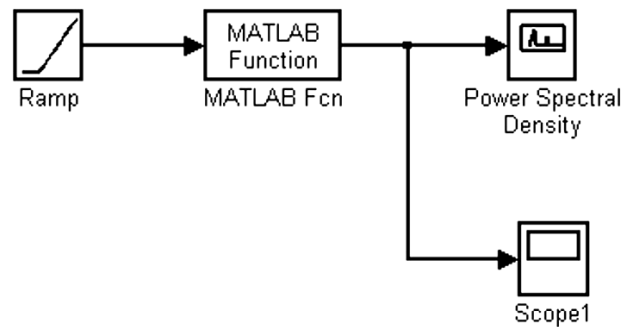 MATLAB
Function
Ramp
MATLAB Fcn
Power Spectral
Density
Scope1